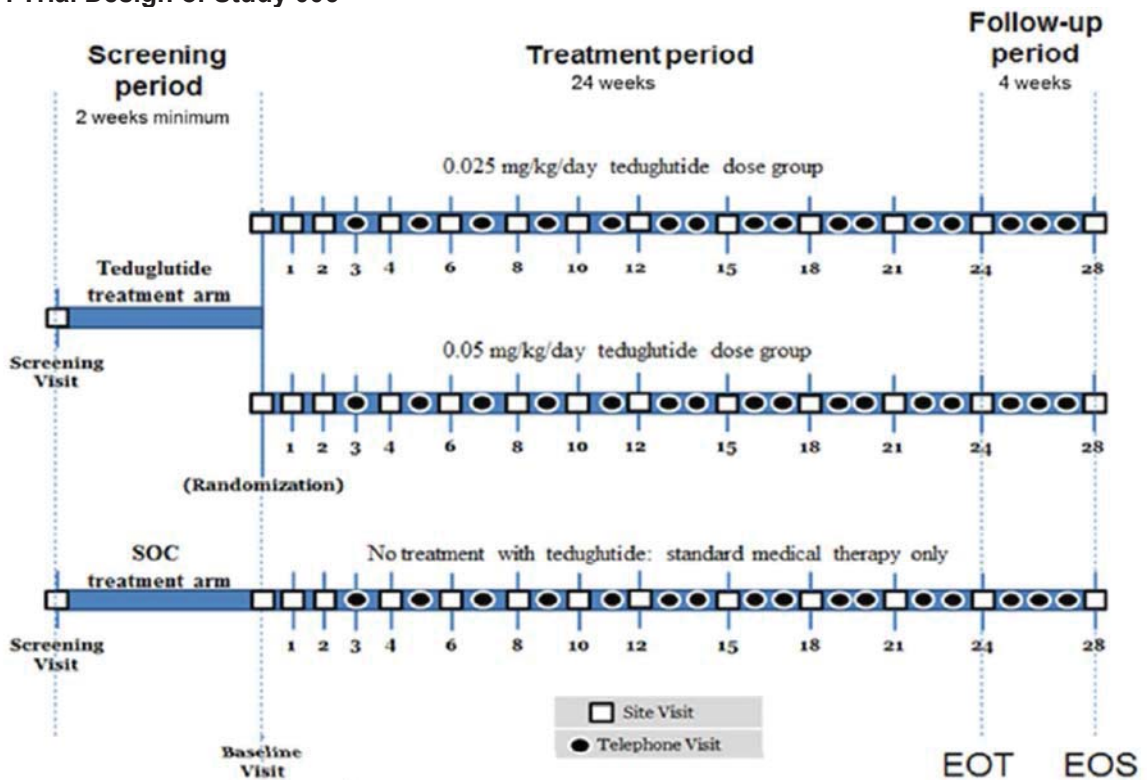 Screening
period
2 weeks minimum
Treatment period
24 weeks
Follow-up
period
4 weeks
0.025 mg/kg/day teduglutide dose group
1 2 3 4 6 8 10 12 15 18 21 24 28
Teduglutide
treatment arm
Screening
Visit
0.05 mg/kg/day teduglutide dose group
1 2 3 4 6 8 10 12 15 18 21 24 28
(Randomization)
SOC
treatment arm
No treatment with teduglutide: standard medical therapy only
Screening
Visit
1 2 3 4 6 8 10 12 15 18 21 24 28
Site Visit
Telephone Visit
Baseline
Visit
EOT
EOS